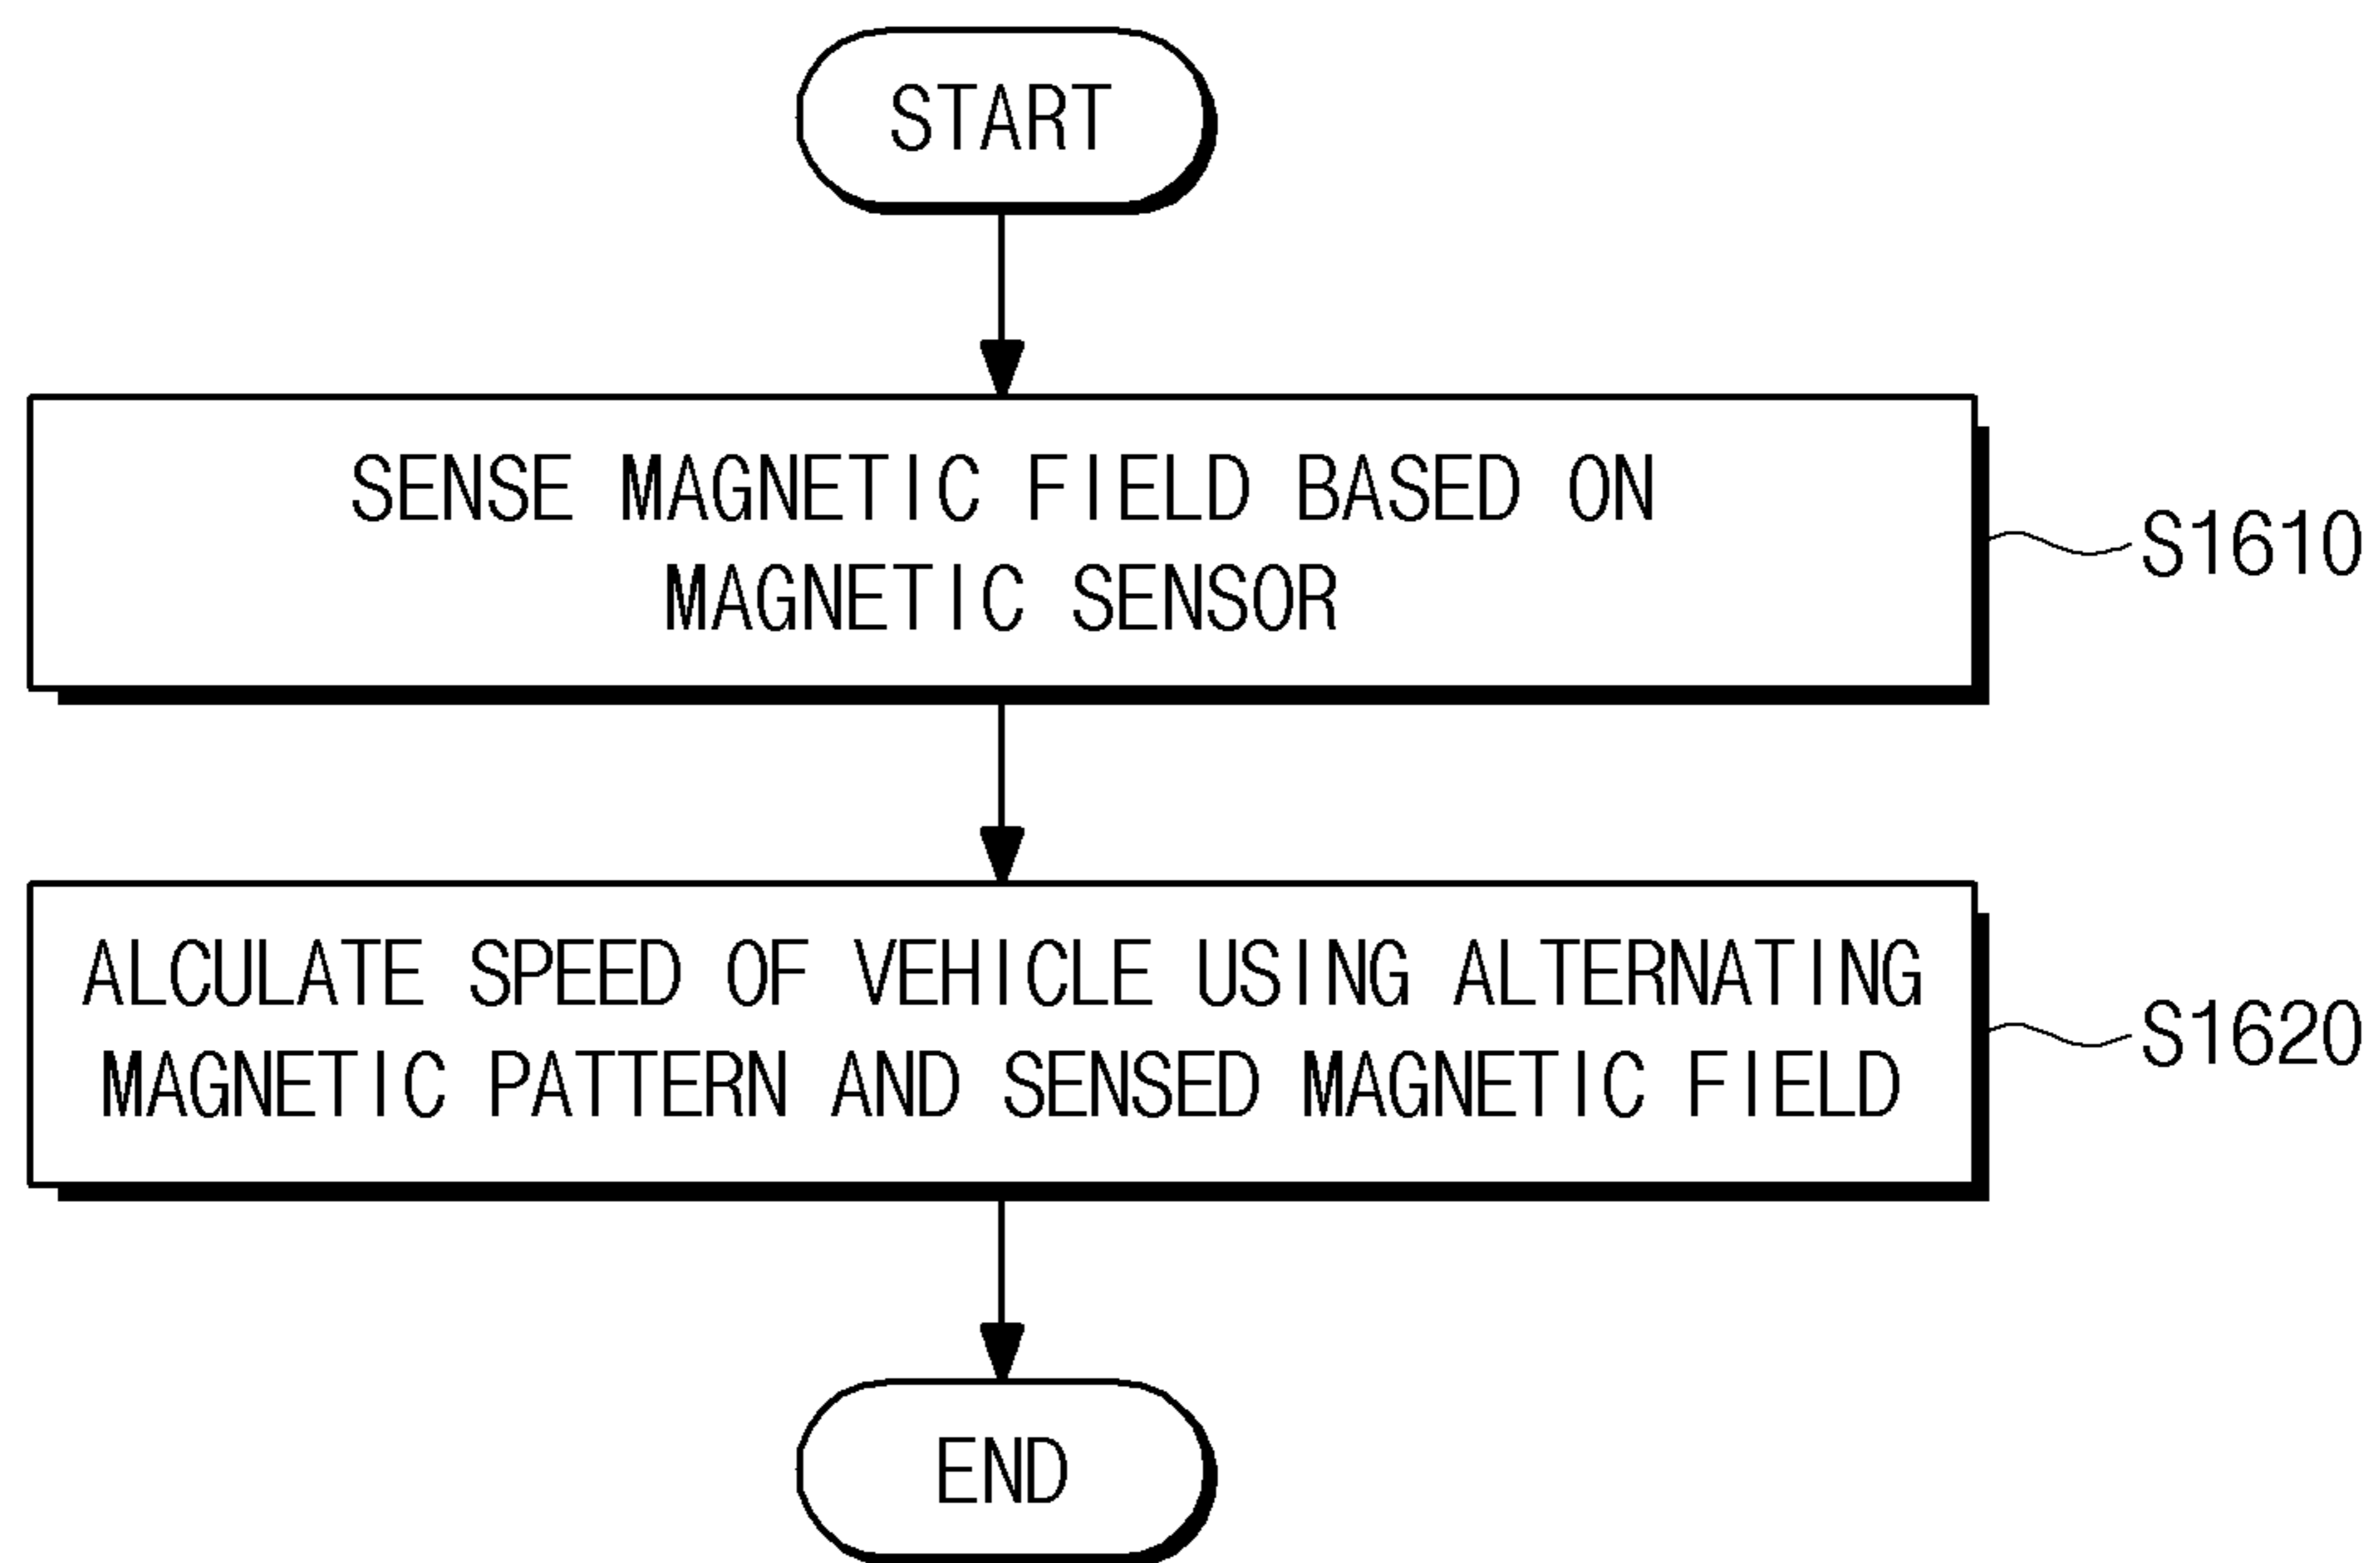 START
SENSE MAGNETIC FIELD BASED ON
MAGNETIC SENSOR
S1610
ALCULATE SPEED OF VEHICLE USING ALTERNATING
MAGNETIC PATTERN AND SENSED MAGNETIC FIELD
S1620
END